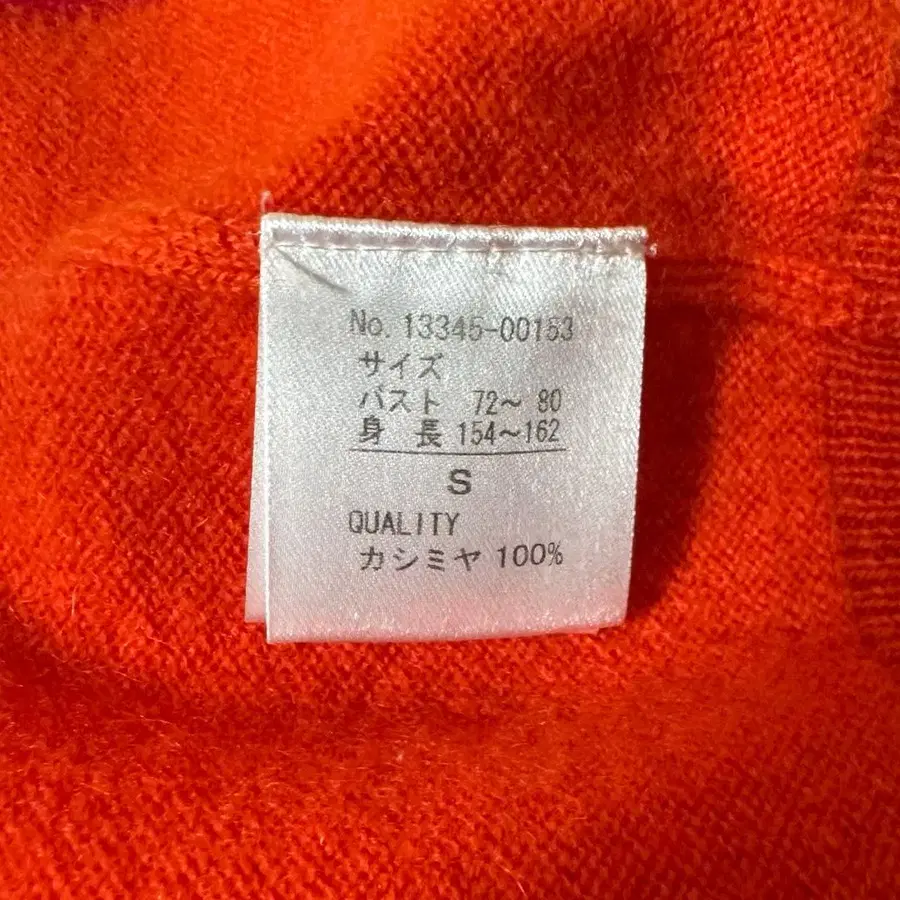 No. 13345-00153
サイズ
バスト 72〜 80
身 長 154〜162
S
QUALITY
カシミヤ 100%